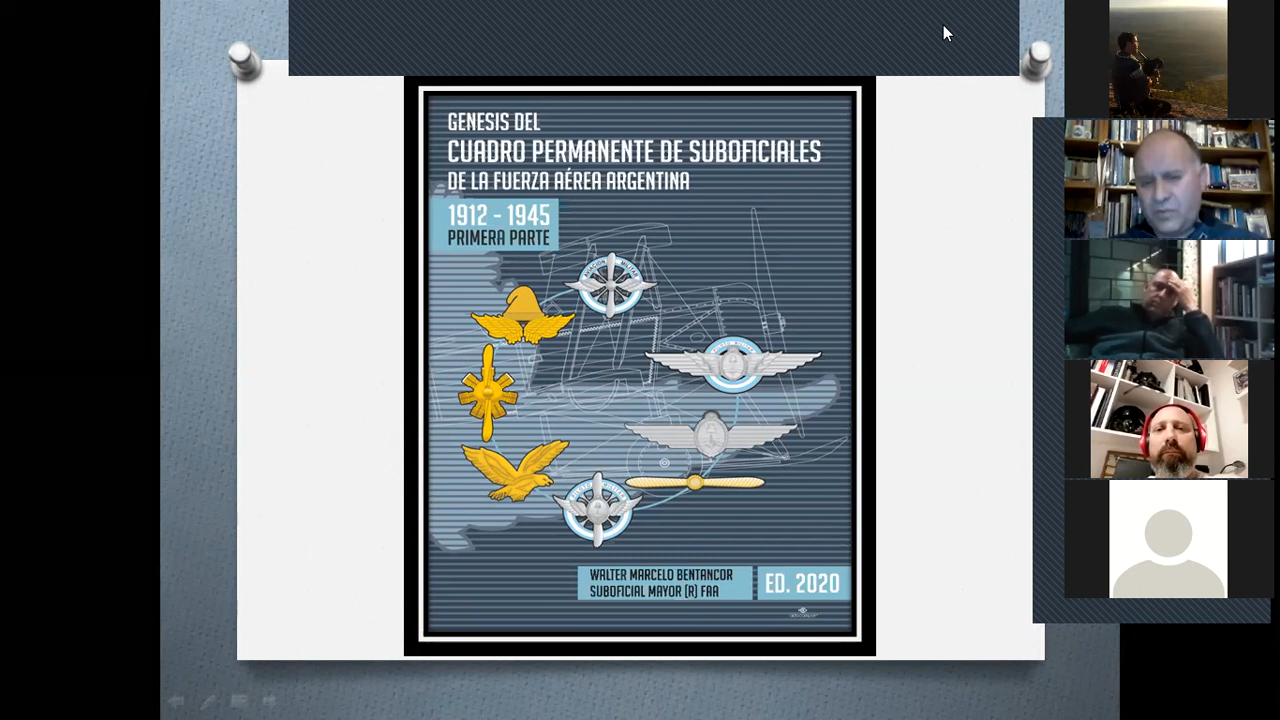 GENESIS DEL
CUADRO PERMANENTE DE SUBOFICIALES
DE LA FUERZA AÉREA ARGENTINA
1912 - 1945
PRIMERA PARTE
WALTER MARCELO BENTANCOR
SUBOFICIAL MAYOR [R] FAA
ED. 2020